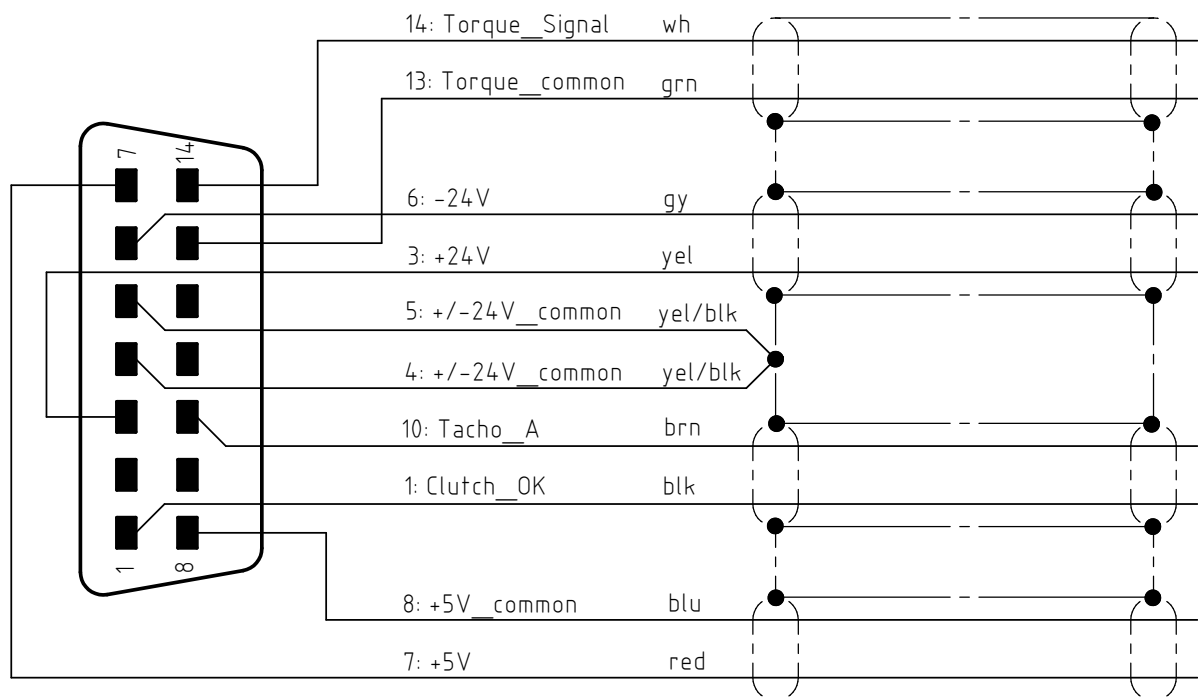 14: Torque_Signal wh
13: Torque_common grn
7 14
6: -24V gy
3: +24V yel
5: +/-24V_common yel/blk
4: +/-24V_common yel/blk
10: Tacho_A brn
1: Clutch_OK blk
1 8
8: +5V_common blu
7: +5V red